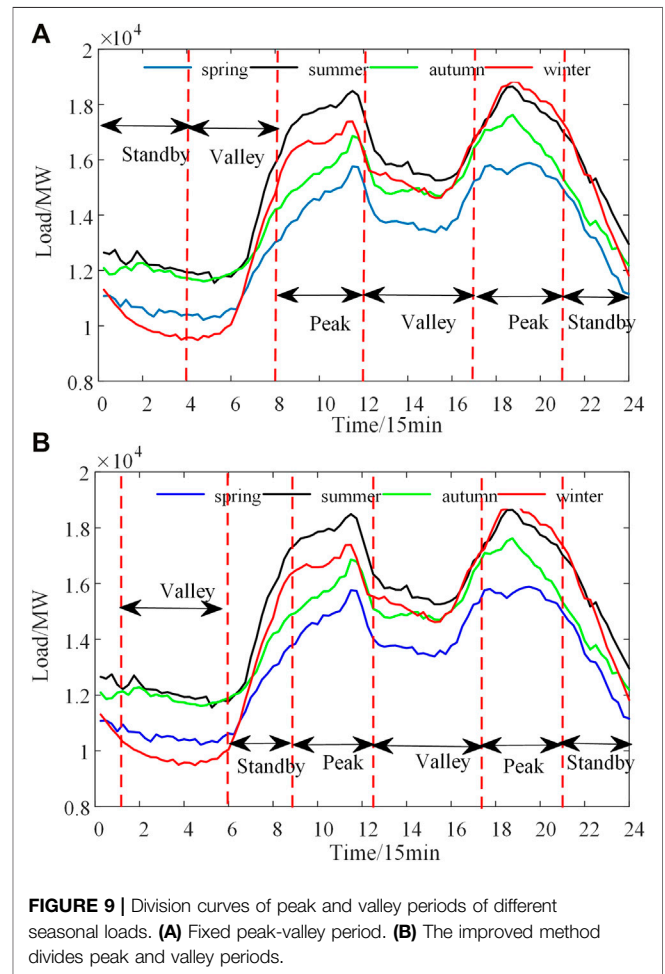 A
×10⁴
spring summer autumn winter
2
1.8
1.6
1.4
1.2
1
0.8
Load/MW
Standby Valley
Peak Valley Peak Standby
0 2 4 6 8 10 12 14 16 18 20 22 24
Time/15min
B
×10⁴
spring summer autumn winter
2
1.8
1.6
1.4
1.2
1
0.8
Load/MW
Valley
Standby Peak Valley Peak Standby
0 2 4 6 8 10 12 14 16 18 20 22 24
Time/15min
FIGURE 9 | Division curves of peak and valley periods of different
seasonal loads. (A) Fixed peak-valley period. (B) The improved method
divides peak and valley periods.